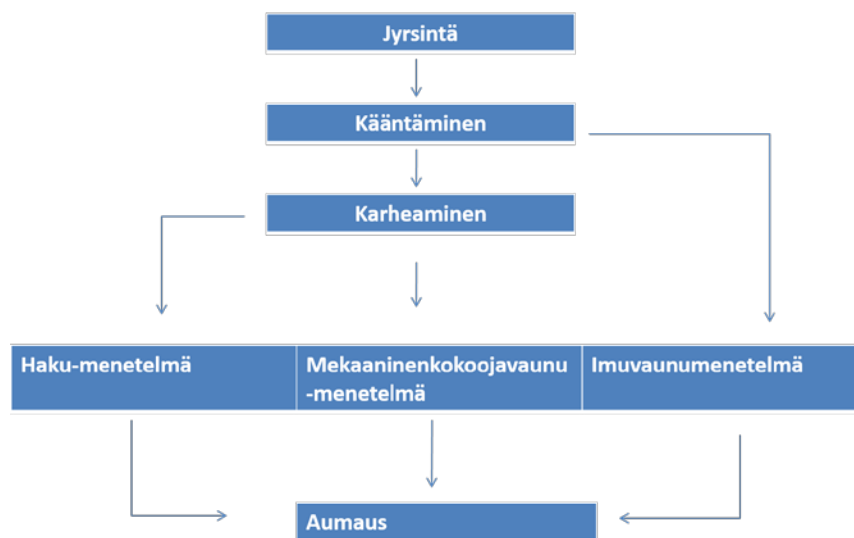 Jyrsintä
Kääntäminen
Karheaminen
Haku-menetelmä
Mekaaninenkokoojavaunu
-menetelmä
Imuvaunumenetelmä
Aumaus